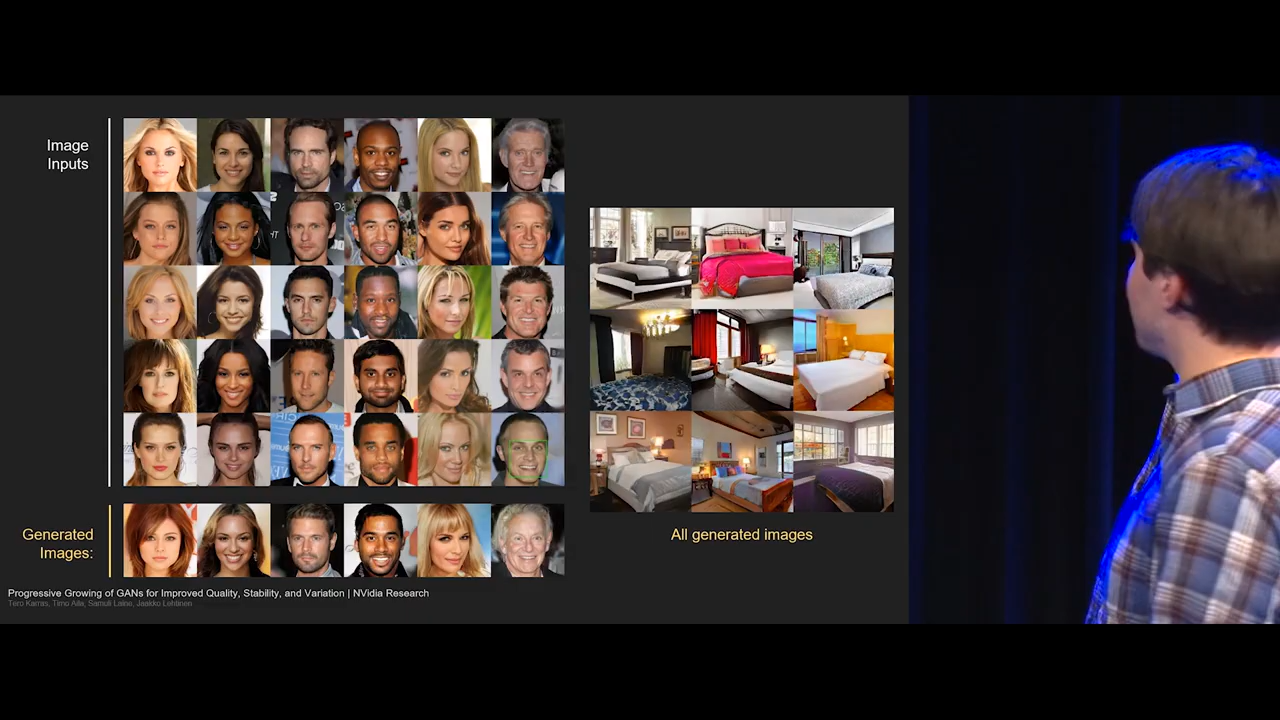 Image
Inputs
Generated
Images:
All generated images
Progressive Growing of GANs for Improved Quality, Stability, and Variation | NVidia Research
Tero Karras, Timo Aila, Samuli Laine, Jaakko Lehtinen